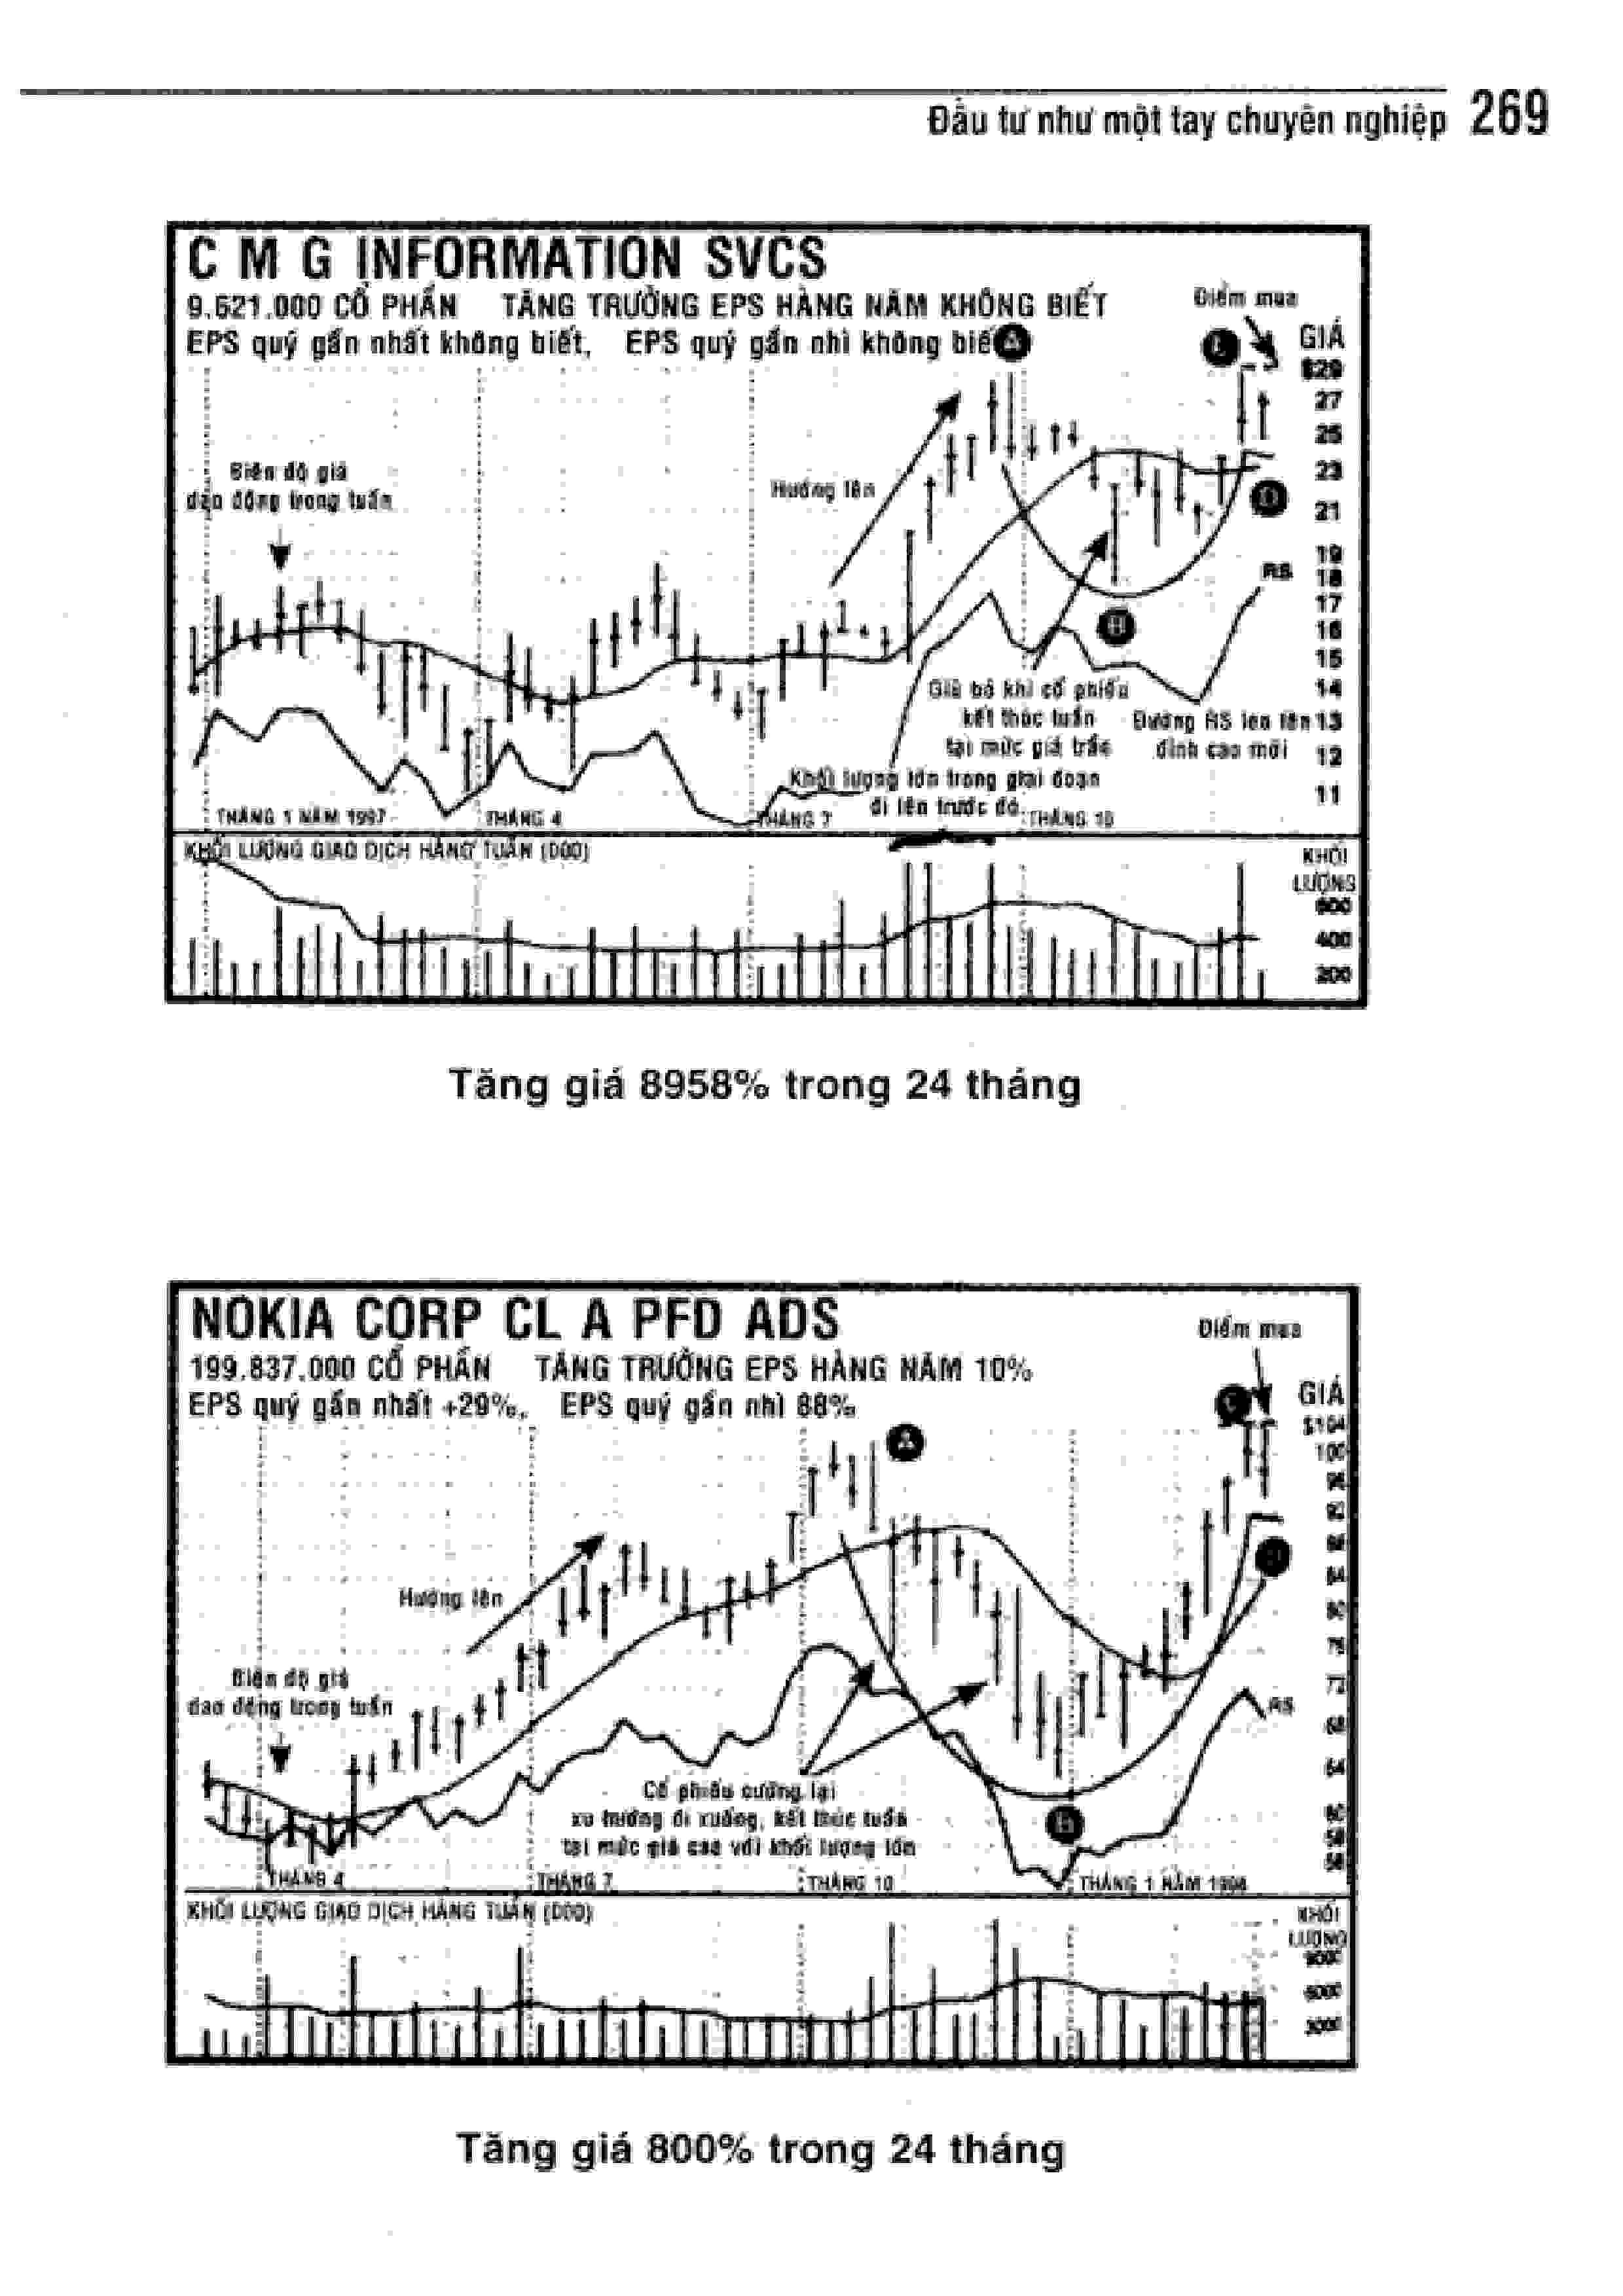 Đầu tư như một tay chuyên nghiệp 269
C M G INFORMATION SVCS
9.621.000 CỔ PHẦN TĂNG TRƯỞNG EPS HÀNG NĂM KHÔNG BIẾT
EPS quý gần nhất không biết, EPS quý gần nhì không biết
Điểm mua
A
C
GIÁ
$29
27
25
23
21
19
18
17
16
15
14
13
12
11
Biên độ giá
dao động trong tuần
Hướng lên
D
RS
B
Giũ bỏ khi cổ phiếu
kết thúc tuần
tại mức giá trần
Đường RS leo lên
đỉnh cao mới
Khối lượng lớn trong giai đoạn
đi lên trước đó
THÁNG 1 NĂM 1997
THÁNG 4
THÁNG 7
THÁNG 10
KHỐI LƯỢNG GIAO DỊCH HÀNG TUẦN (000)
KHỐI
LƯỢNG
400
200
Tăng giá 8958% trong 24 tháng
NOKIA CORP CL A PFD ADS
199.837.000 CỔ PHẦN TĂNG TRƯỞNG EPS HÀNG NĂM 10%
EPS quý gần nhất +29%, EPS quý gần nhì 88%
Điểm mua
A
C
GIÁ
$104
100
96
92
88
84
80
76
72
68
64
60
58
56
Hướng lên
Biên độ giá
dao động trong tuần
RS
Cổ phiếu cưỡng lại
xu hướng đi xuống, kết thúc tuần
tại mức giá cao với khối lượng lớn
B
THÁNG 4
THÁNG 7
THÁNG 10
THÁNG 1 NĂM 1998
KHỐI LƯỢNG GIAO DỊCH HÀNG TUẦN (000)
KHỐI
LƯỢNG
9000
6000
3000
Tăng giá 800% trong 24 tháng